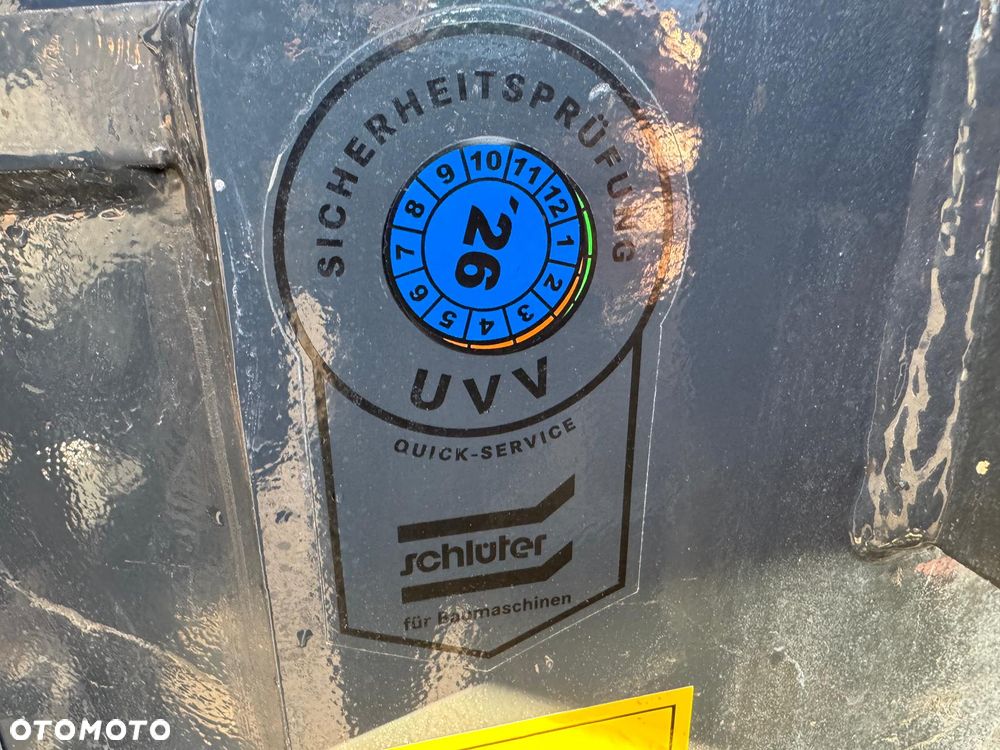 SICHERHEITSPRÜFUNG
1 2 3 4 5 6 7 8 9 10 11 12
'26
UVV
QUICK-SERVICE
schlüter
für Baumaschinen
OTOMOTO